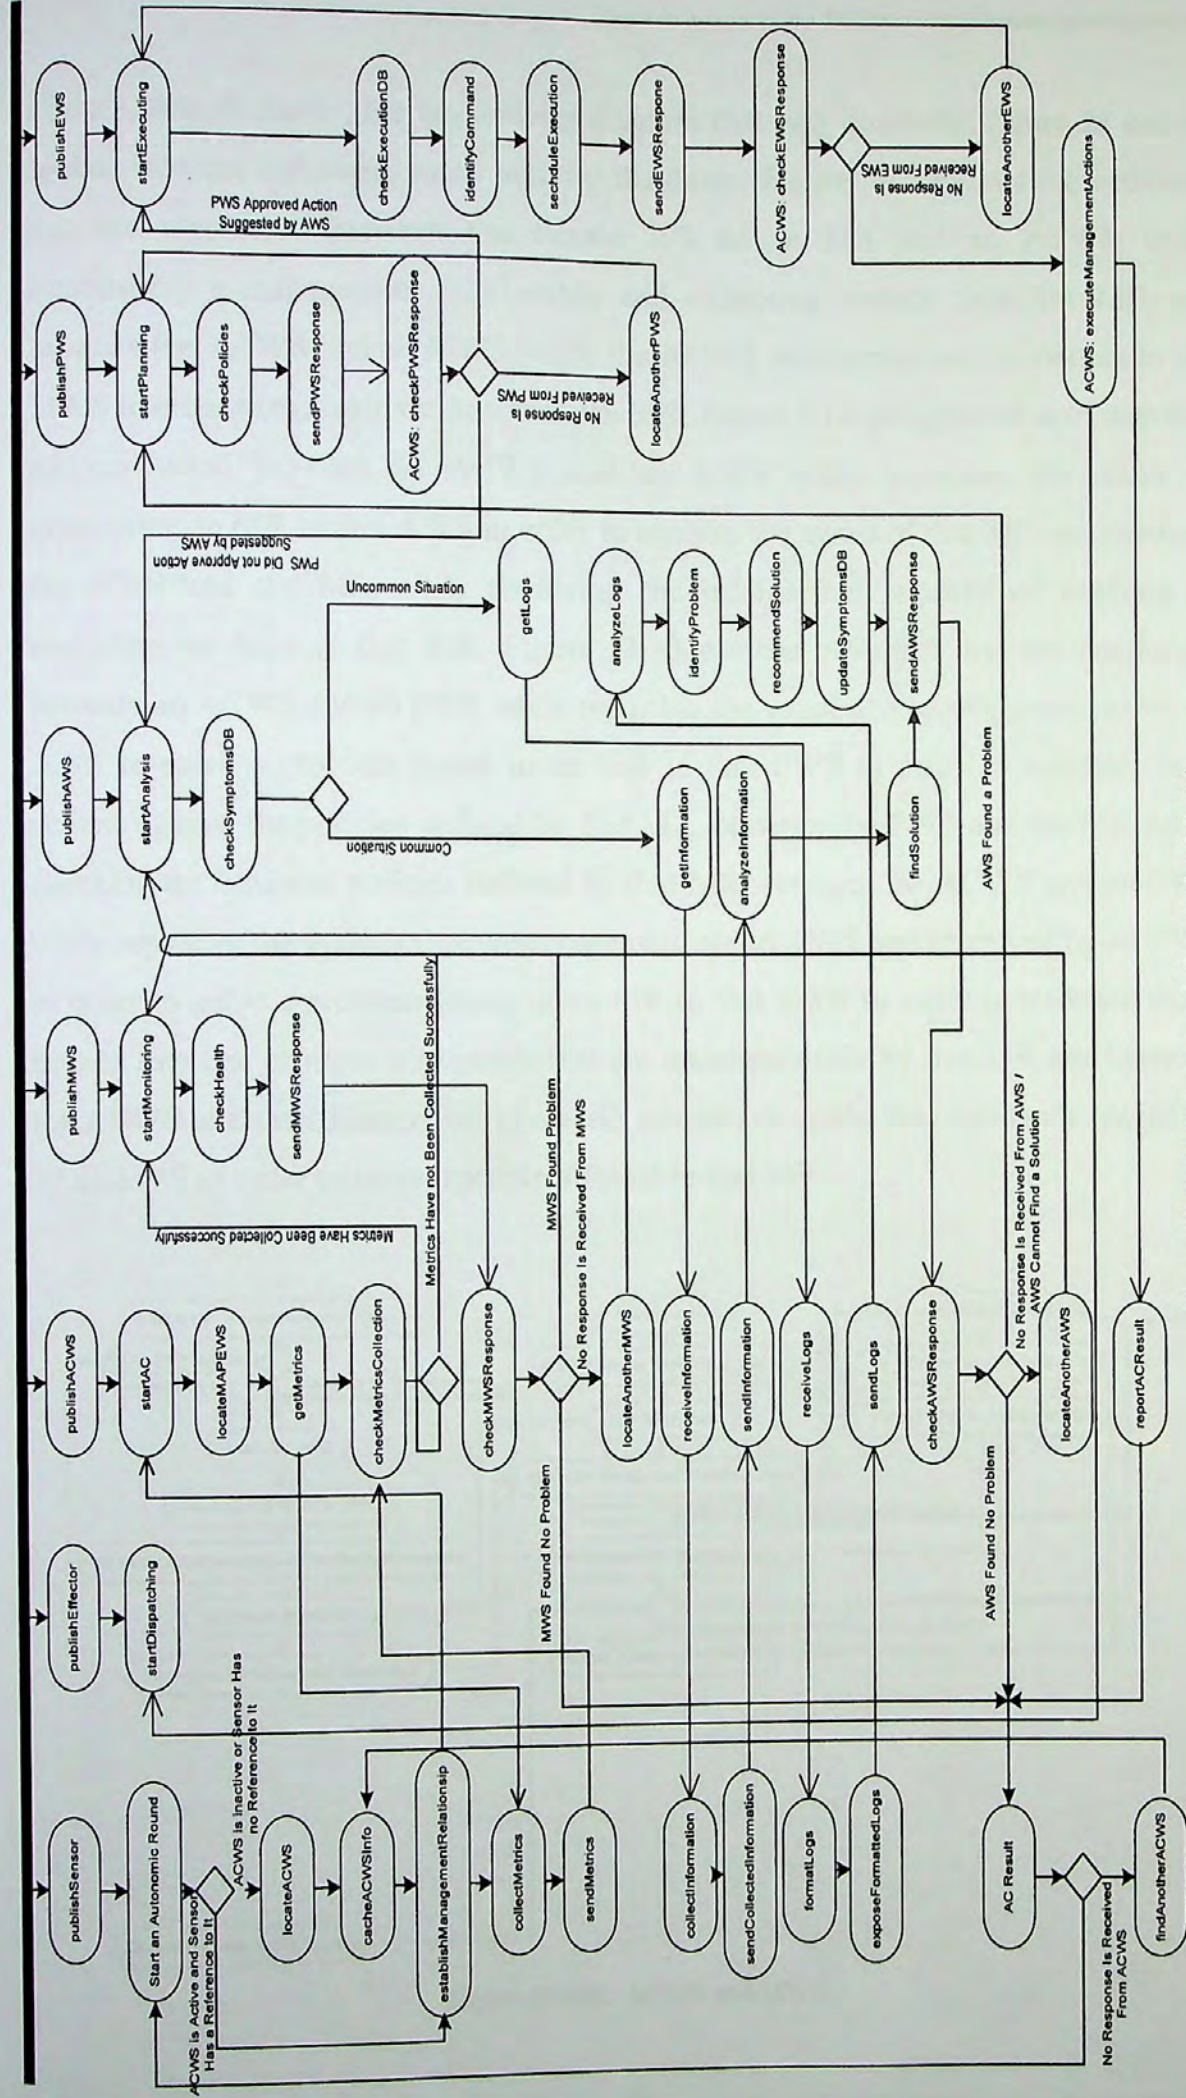 publishSensor
Start an Autonomic Round
ACWS is Active and Sensor
Has a Reference to It
ACWS is Inactive or Sensor Has
no Reference to It
locateACWS
cacheACWSInfo
establishManagementRelationsip
collectMetrics
sendMetrics
collectInformation
sendCollectedInformation
formatLogs
exposeFormattedLogs
AC Result
No Response Is Received
From ACWS
findAnotherACWS
publishEffector
startDispatching
MWS Found No Problem
AWS Found No Problem
publishACWS
startAC
locateMAPEWS
getMetrics
checkMetricsCollection
Metrics Have Been Collected Successfully
Metrics Have not Been Collected Successfully
checkMWSResponse
MWS Found Problem
No Response Is Received From MWS
locateAnotherMWS
receiveInformation
sendInformation
receiveLogs
sendLogs
checkAWSResponse
No Response Is Received From AWS /
AWS Cannot Find a Solution
locateAnotherAWS
reportACResult
publishMWS
startMonitoring
checkHealth
sendMWSResponse
publishAWS
startAnalysis
checkSymptomsDB
Common Situation
Uncommon Situation
getInformation
analyzeInformation
findSolution
getLogs
analyzeLogs
identifyProblem
recommendSolution
updateSymptomsDB
sendAWSResponse
AWS Found a Problem
PWS Did not Approve Action
Suggested by AWS
publishPWS
startPlanning
checkPolicies
sendPWSResponse
ACWS: checkPWSResponse
No Response Is
Received From PWS
locateAnotherPWS
PWS Approved Action
Suggested by AWS
publishEWS
startExecuting
checkExecutionDB
identifyCommand
sechduleExecution
sendEWSRespone
ACWS: checkEWSResponse
No Response Is
Received From EWS
locateAnotherEWS
ACWS: executeManagementActions